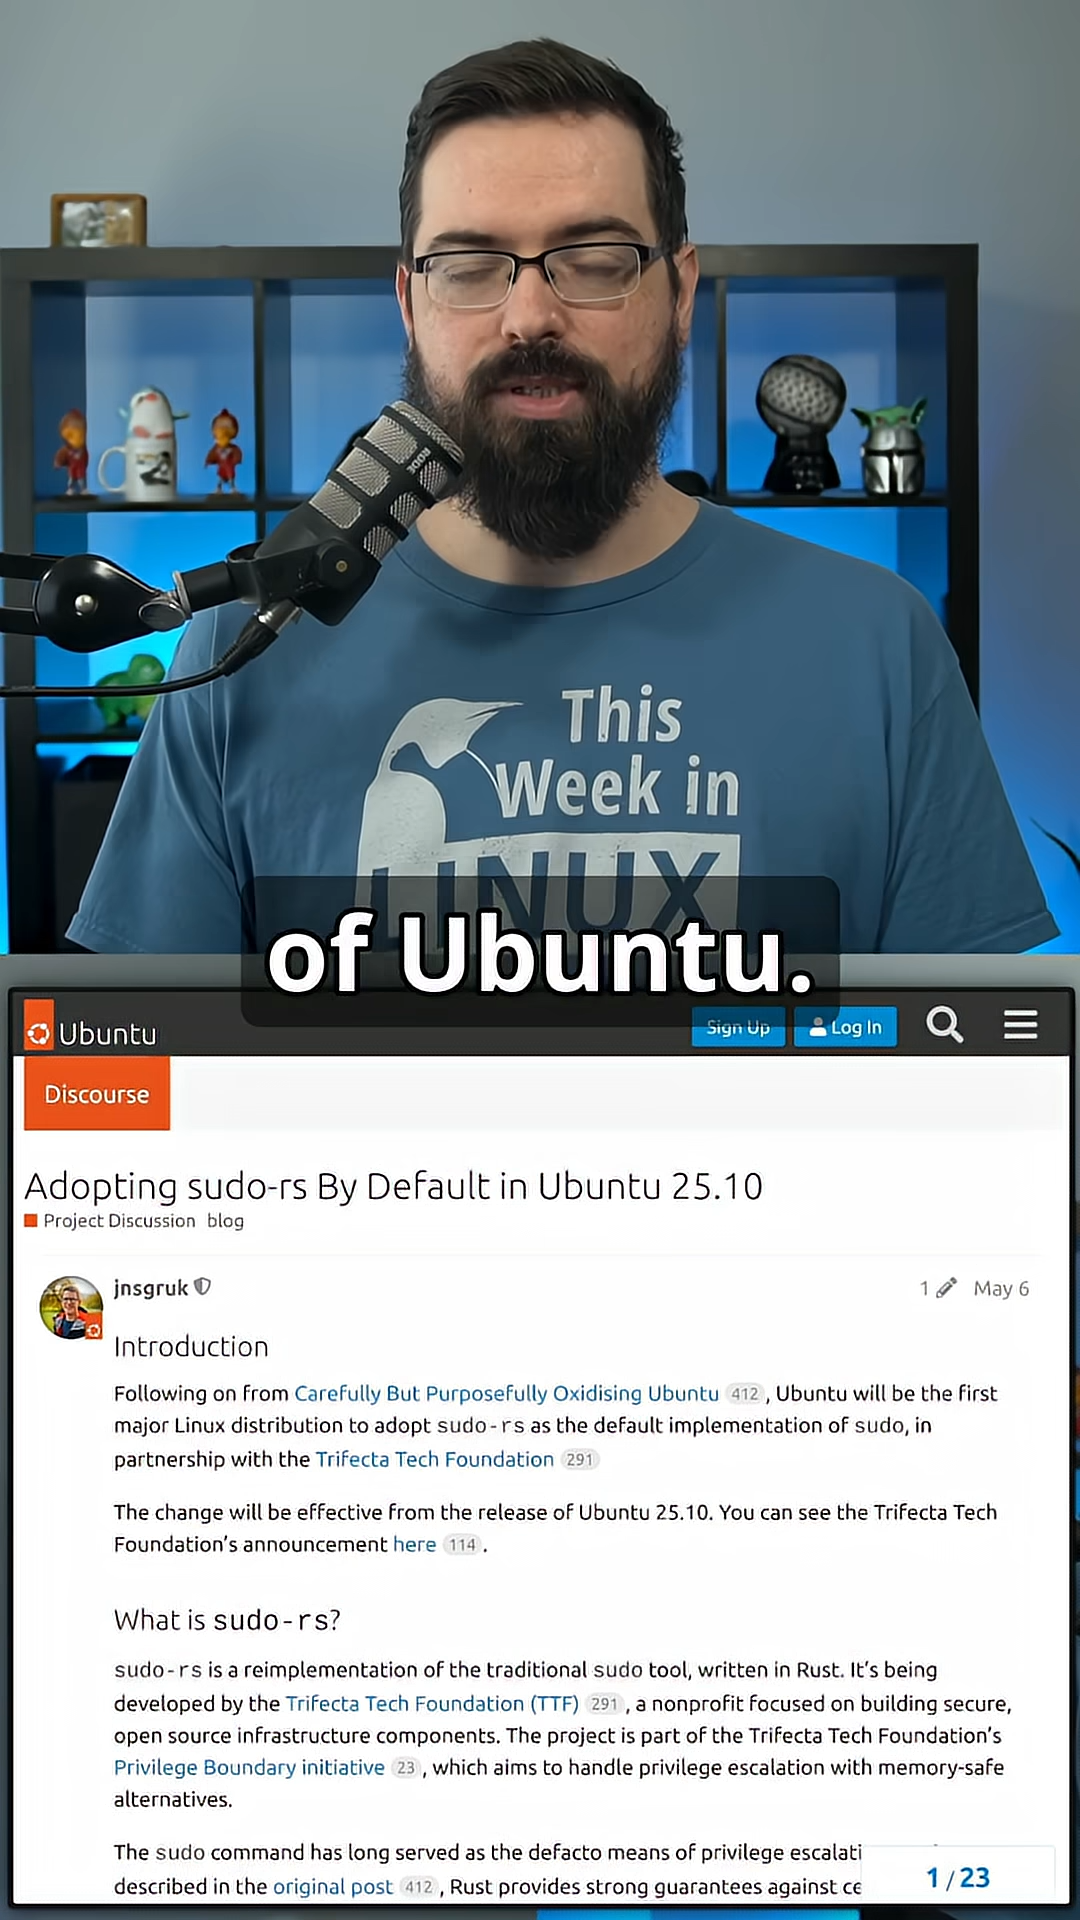 RODE
This
Week in
LINUX
of Ubuntu.
Ubuntu
Sign Up
Log In
Discourse
Adopting sudo-rs By Default in Ubuntu 25.10
Project Discussion blog
jnsgruk
1
May 6
Introduction
Following on from Carefully But Purposefully Oxidising Ubuntu 412 , Ubuntu will be the first
major Linux distribution to adopt sudo-rs as the default implementation of sudo, in
partnership with the Trifecta Tech Foundation 291
The change will be effective from the release of Ubuntu 25.10. You can see the Trifecta Tech
Foundation’s announcement here 114 .
What is sudo-rs?
sudo-rs is a reimplementation of the traditional sudo tool, written in Rust. It’s being
developed by the Trifecta Tech Foundation (TTF) 291 , a nonprofit focused on building secure,
open source infrastructure components. The project is part of the Trifecta Tech Foundation’s
Privilege Boundary initiative 23 , which aims to handle privilege escalation with memory-safe
alternatives.
The sudo command has long served as the defacto means of privilege escalati
described in the original post 412 , Rust provides strong guarantees against ce
1 / 23